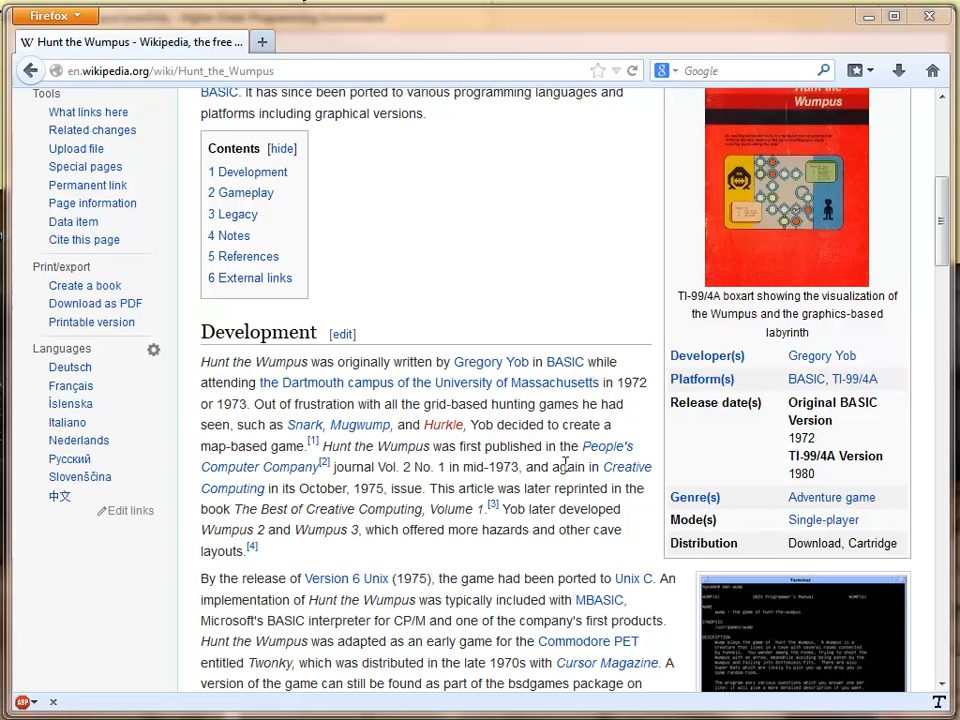 Firefox
Hunt the Wumpus - Wikipedia, the free ...
en.wikipedia.org/wiki/Hunt_the_Wumpus
Google
Tools
What links here
Related changes
Upload file
Special pages
Permanent link
Page information
Data item
Cite this page
Print/export
Create a book
Download as PDF
Printable version
Languages
Deutsch
Français
Íslenska
Italiano
Nederlands
Русский
Slovenščina
中文
Edit links
BASIC. It has since been ported to various programming languages and
platforms including graphical versions.
Contents [hide]
1 Development
2 Gameplay
3 Legacy
4 Notes
5 References
6 External links
Development [edit]
Hunt the Wumpus was originally written by Gregory Yob in BASIC while
attending the Dartmouth campus of the University of Massachusetts in 1972
or 1973. Out of frustration with all the grid-based hunting games he had
seen, such as Snark, Mugwump, and Hurkle, Yob decided to create a
map-based game.[1] Hunt the Wumpus was first published in the People's
Computer Company[2] journal Vol. 2 No. 1 in mid-1973, and again in Creative
Computing in its October, 1975, issue. This article was later reprinted in the
book The Best of Creative Computing, Volume 1.[3] Yob later developed
Wumpus 2 and Wumpus 3, which offered more hazards and other cave
layouts.[4]
By the release of Version 6 Unix (1975), the game had been ported to Unix C. An
implementation of Hunt the Wumpus was typically included with MBASIC,
Microsoft's BASIC interpreter for CP/M and one of the company's first products.
Hunt the Wumpus was adapted as an early game for the Commodore PET
entitled Twonky, which was distributed in the late 1970s with Cursor Magazine. A
version of the game can still be found as part of the bsdgames package on
Wumpus
TI-99/4A boxart showing the visualization of
the Wumpus and the graphics-based
labyrinth
Developer(s) Gregory Yob
Platform(s) BASIC, TI-99/4A
Release date(s) Original BASIC
Version
1972
TI-99/4A Version
1980
Genre(s) Adventure game
Mode(s) Single-player
Distribution Download, Cartridge
Terminal
NAME
wump - the game of hunt-the-wumpus
SYNOPSIS
/usr/games/wump
DESCRIPTION
ABP